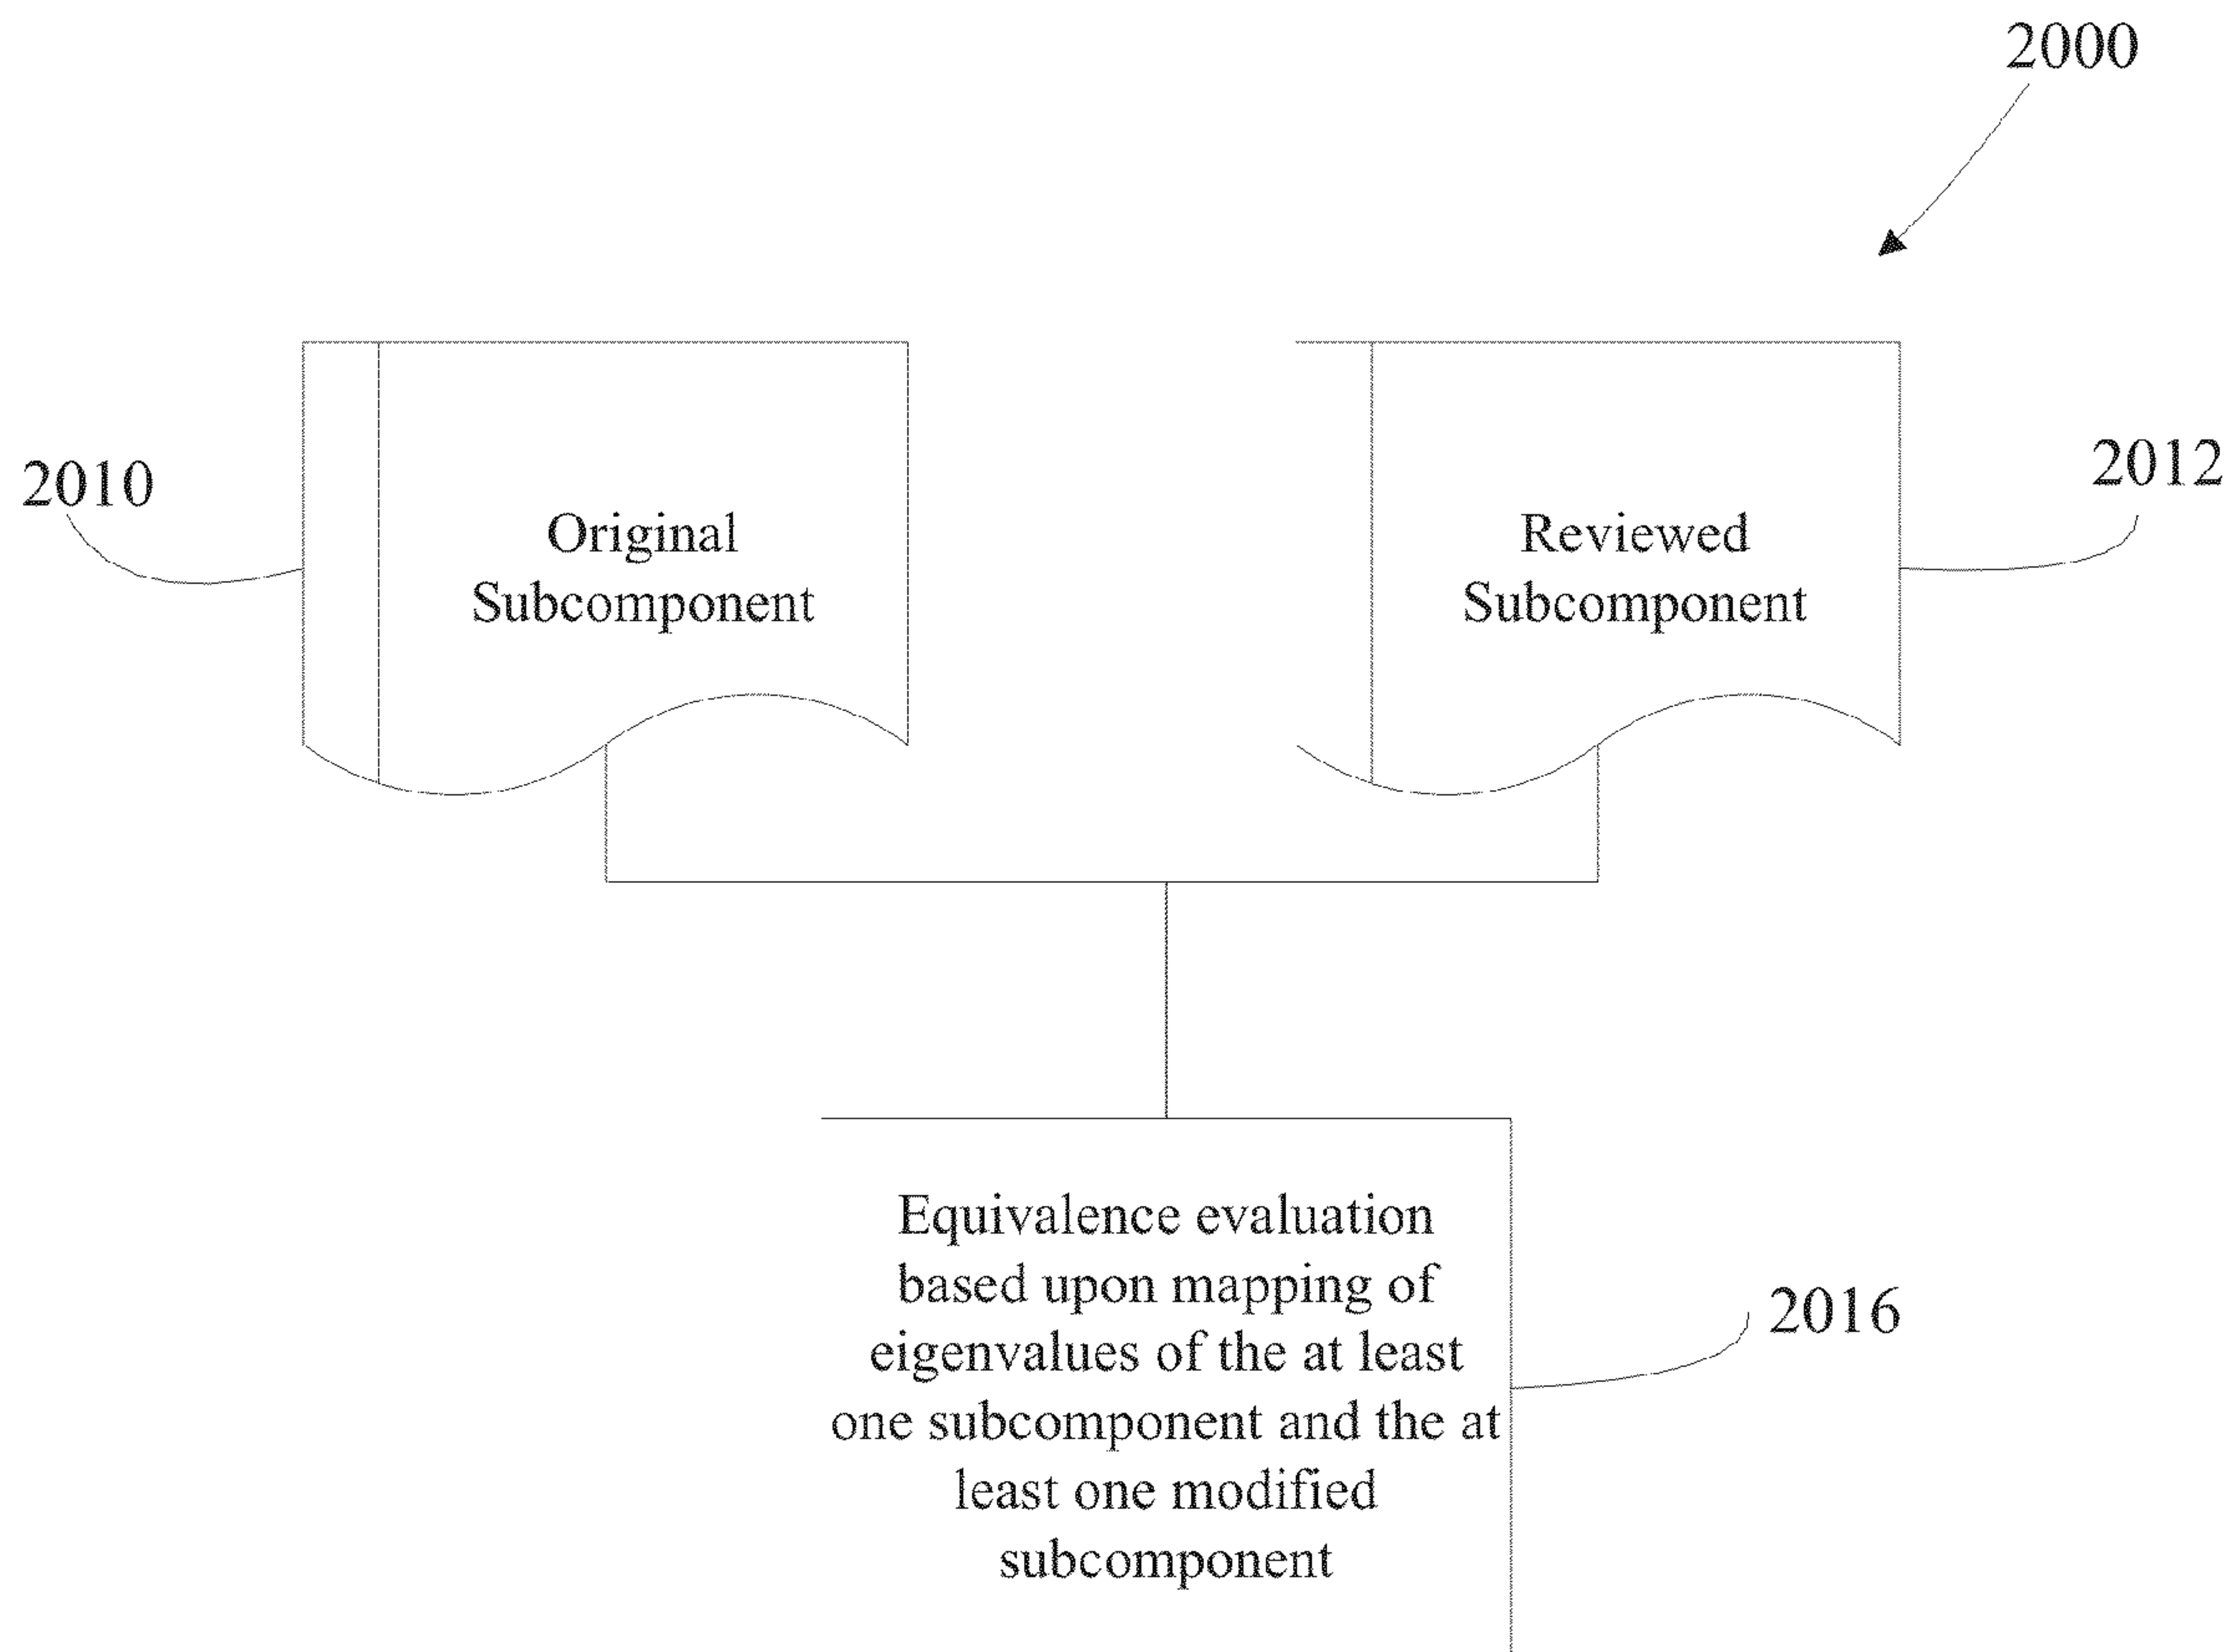 2000
2010
Original
Subcomponent
Reviewed
Subcomponent
2012
Equivalence evaluation
based upon mapping of
eigenvalues of the at least
one subcomponent and the at
least one modified
subcomponent
2016